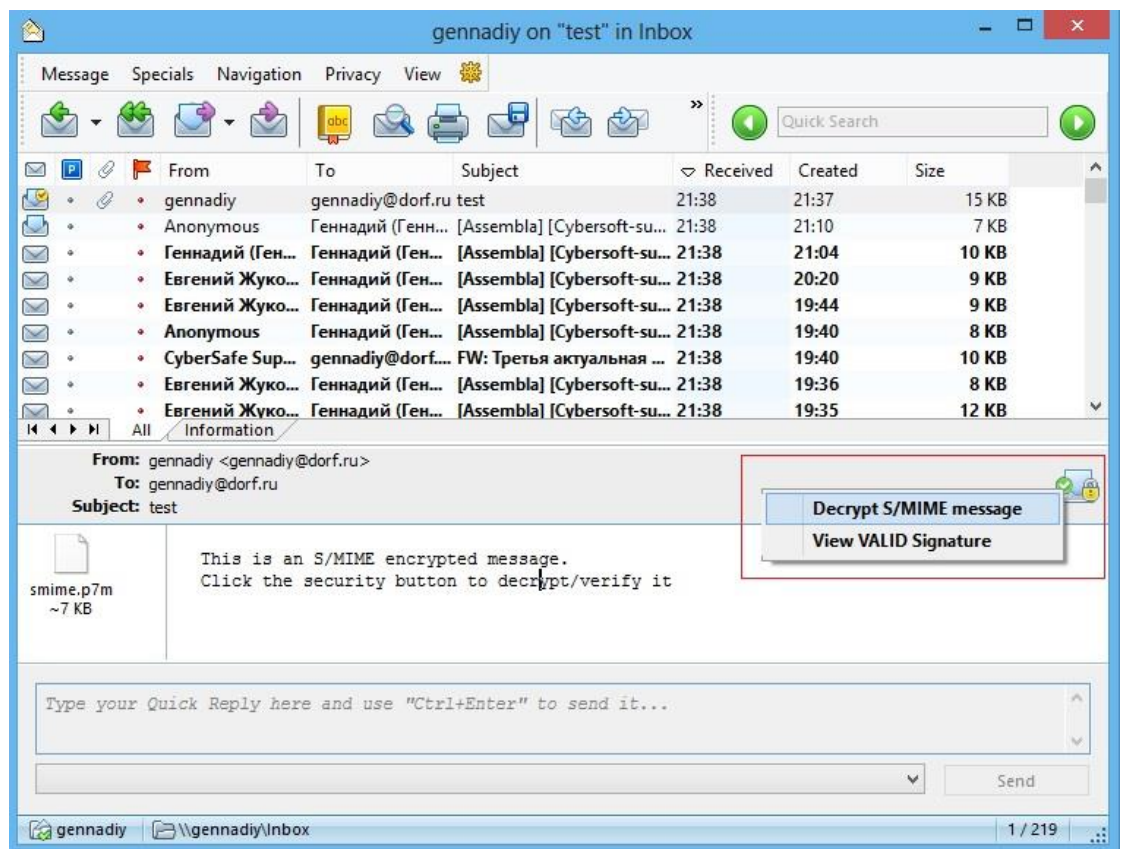 gennadiy on "test" in Inbox
Message Specials Navigation Privacy View
abc » Quick Search
P From To Subject Received Created Size
gennadiy gennadiy@dorf.ru test 21:38 21:37 15 KB
Anonymous Геннадий (Генн... [Assembla] [Cybersoft-su... 21:38 21:10 7 KB
Геннадий (Ген... Геннадий (Ген... [Assembla] [Cybersoft-su... 21:38 21:04 10 KB
Евгений Жуко... Геннадий (Ген... [Assembla] [Cybersoft-su... 21:38 20:20 9 KB
Евгений Жуко... Геннадий (Ген... [Assembla] [Cybersoft-su... 21:38 19:44 9 KB
Anonymous Геннадий (Ген... [Assembla] [Cybersoft-su... 21:38 19:40 8 KB
CyberSafe Sup... gennadiy@dorf.... FW: Третья актуальная ... 21:38 19:40 10 KB
Евгений Жуко... Геннадий (Ген... [Assembla] [Cybersoft-su... 21:38 19:36 8 KB
Евгений Жуко... Геннадий (Ген... [Assembla] [Cybersoft-su... 21:38 19:35 12 KB
All Information
From: gennadiy <gennadiy@dorf.ru>
To: gennadiy@dorf.ru
Subject: test
Decrypt S/MIME message
View VALID Signature
This is an S/MIME encrypted message.
Click the security button to decrypt/verify it
smime.p7m
~7 KB
Type your Quick Reply here and use "Ctrl+Enter" to send it...
Send
gennadiy \\gennadiy\Inbox 1 / 219